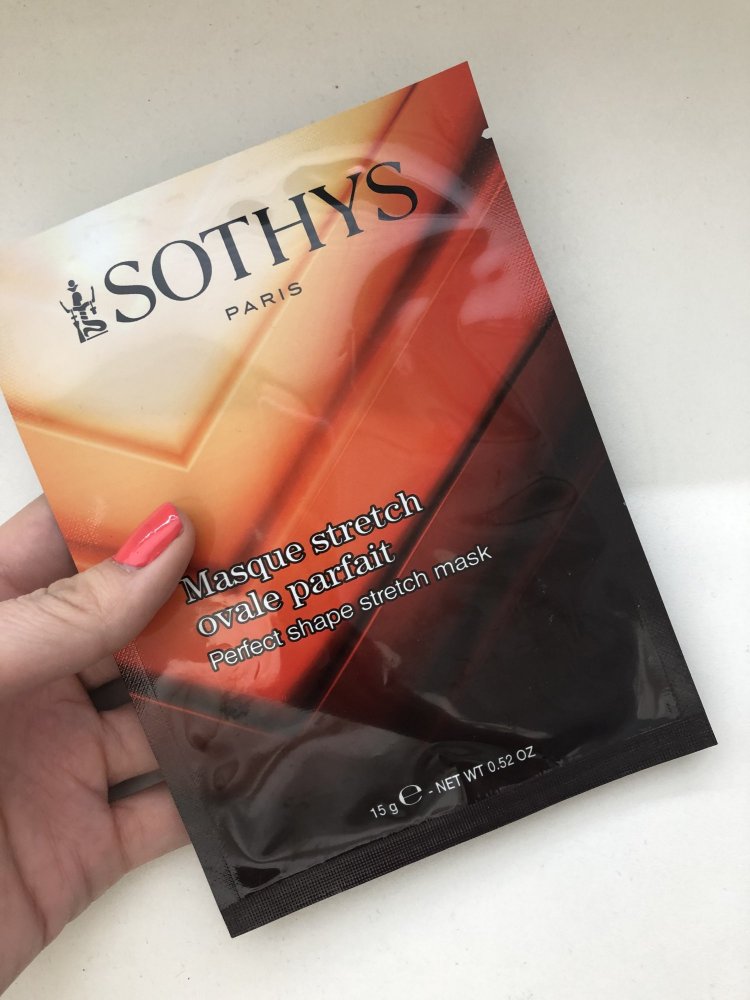 SOTHYS
PARIS
Masque stretch
ovale parfait
Perfect shape stretch mask
15 g ℮ - NET WT 0.52 OZ